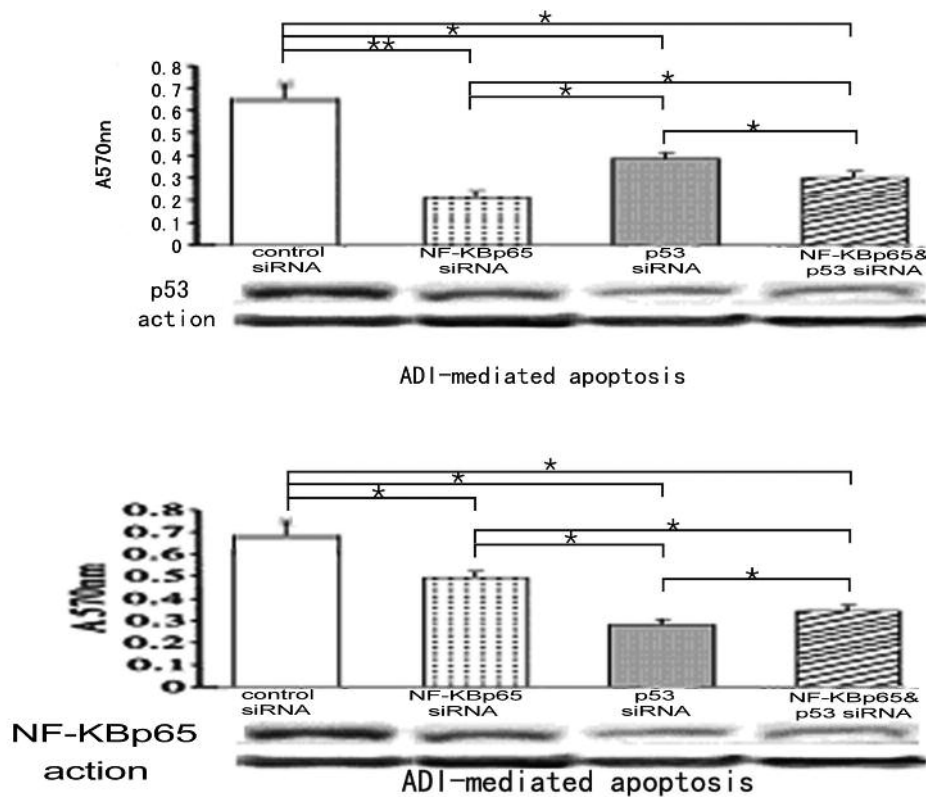 *
*
**
*
*
*
0.8
0.7
0.6
0.5
0.4
0.3
0.2
0.1
0
A570nn
control siRNA
NF-KBp65 siRNA
p53 siRNA
NF-KBp65& p53 siRNA
p53
action
ADI-mediated apoptosis
*
*
*
*
*
*
0.8
0.7
0.6
0.5
0.4
0.3
0.2
0.1
0
A570nm
control siRNA
NF-KBp65 siRNA
p53 siRNA
NF-KBp65& p53 siRNA
NF-KBp65
action
ADI-mediated apoptosis